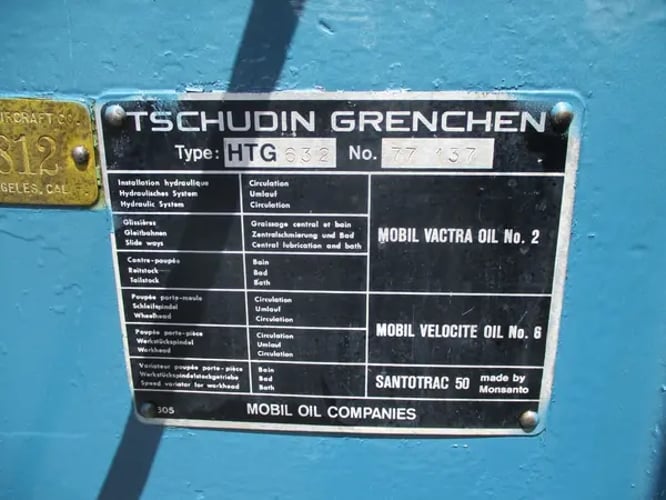 TSCHUDIN GRENCHEN
Type: HTG 632 No. 77 137
Installation hydraulique
Hydraulisches System
Hydraulic System
Circulation
Umlauf
Circulation
Glissières
Gleitbahnen
Slide ways
Graissage central et bain
Zentralschmierung und Bad
Central lubrication and bath
MOBIL VACTRA OIL No. 2
Contre-poupée
Reitstock
Tailstock
Bain
Bad
Bath
Poupée porte-meule
Schleifspindel
Wheelhead
Circulation
Umlauf
Circulation
MOBIL VELOCITE OIL No. 6
Poupée porte-pièce
Werkstückspindel
Workhead
Circulation
Umlauf
Circulation
Variateur poupée porte-pièce
Werkstückspindelstockgetriebe
Speed variator for workhead
Bain
Bad
Bath
SANTOTRAC 50 made by
Monsanto
305 MOBIL OIL COMPANIES
IRCRAFT CO.
812
GELES, CAL